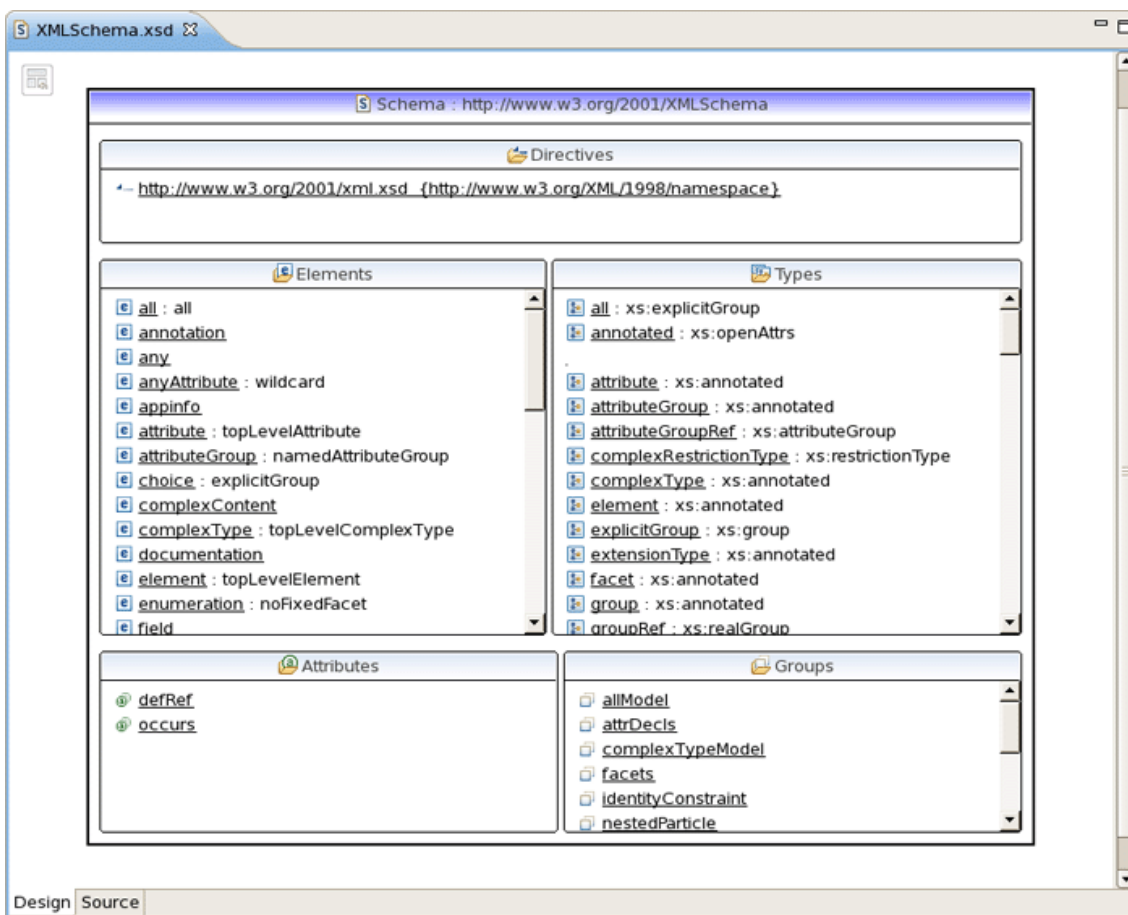 XMLSchema.xsd
Schema : http://www.w3.org/2001/XMLSchema
Directives
http://www.w3.org/2001/xml.xsd {http://www.w3.org/XML/1998/namespace}
Elements
all : all
annotation
any
anyAttribute : wildcard
appinfo
attribute : topLevelAttribute
attributeGroup : namedAttributeGroup
choice : explicitGroup
complexContent
complexType : topLevelComplexType
documentation
element : topLevelElement
enumeration : noFixedFacet
field
Types
all : xs:explicitGroup
annotated : xs:openAttrs
attribute : xs:annotated
attributeGroup : xs:annotated
attributeGroupRef : xs:attributeGroup
complexRestrictionType : xs:restrictionType
complexType : xs:annotated
element : xs:annotated
explicitGroup : xs:group
extensionType : xs:annotated
facet : xs:annotated
group : xs:annotated
groupRef : xs:realGroup
Attributes
defRef
occurs
Groups
allModel
attrDecls
complexTypeModel
facets
identityConstraint
nestedParticle
Design Source